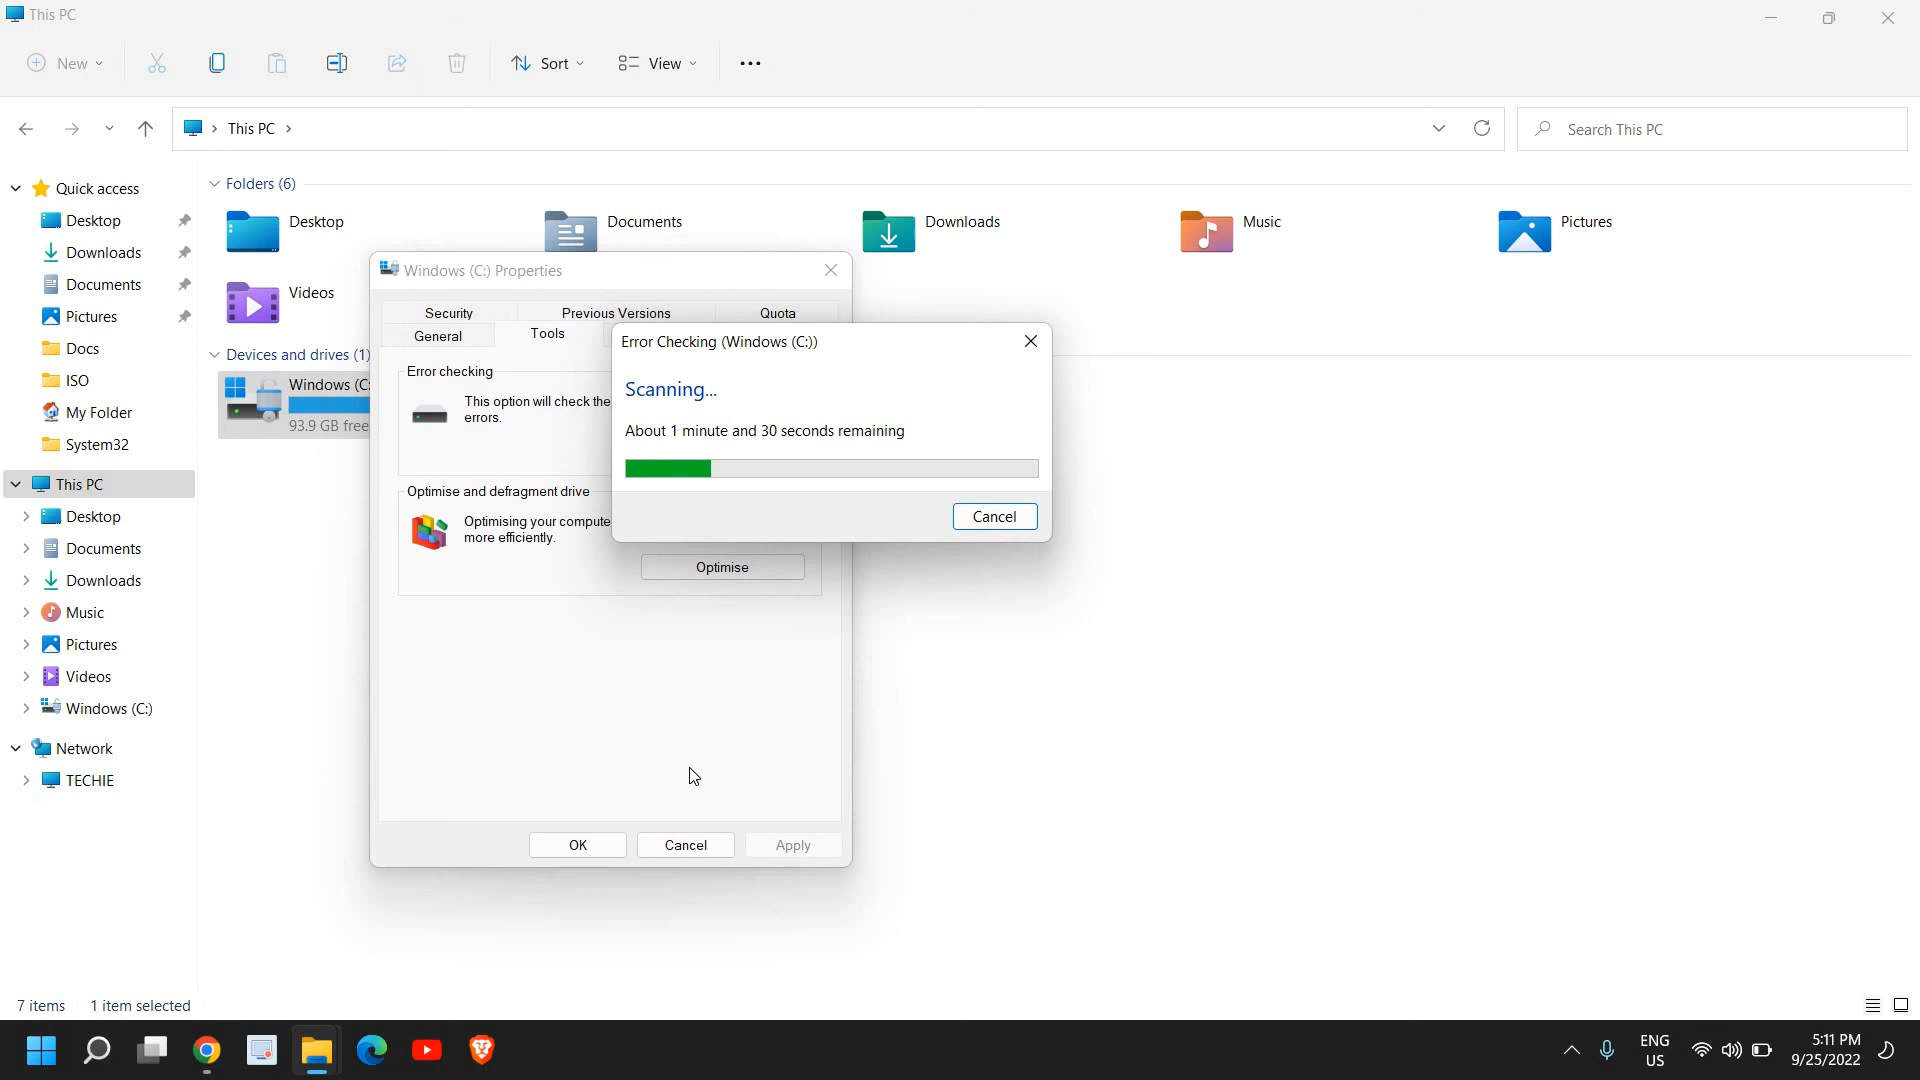 This PC
New
Sort
View
This PC
Search This PC
Quick access
Desktop
Downloads
Documents
Pictures
Docs
ISO
My Folder
System32
This PC
Desktop
Documents
Downloads
Music
Pictures
Videos
Windows (C:)
Network
TECHIE
Folders (6)
Desktop
Documents
Downloads
Music
Pictures
Videos
Devices and drives (1)
Windows (C:
93.9 GB free
Windows (C:) Properties
Security
Previous Versions
Quota
General
Tools
Error checking
This option will check the
errors.
Optimise and defragment drive
Optimising your compute
more efficiently.
Optimise
OK
Cancel
Apply
Error Checking (Windows (C:))
Scanning...
About 1 minute and 30 seconds remaining
Cancel
7 items
1 item selected
ENG
US
5:11 PM
9/25/2022